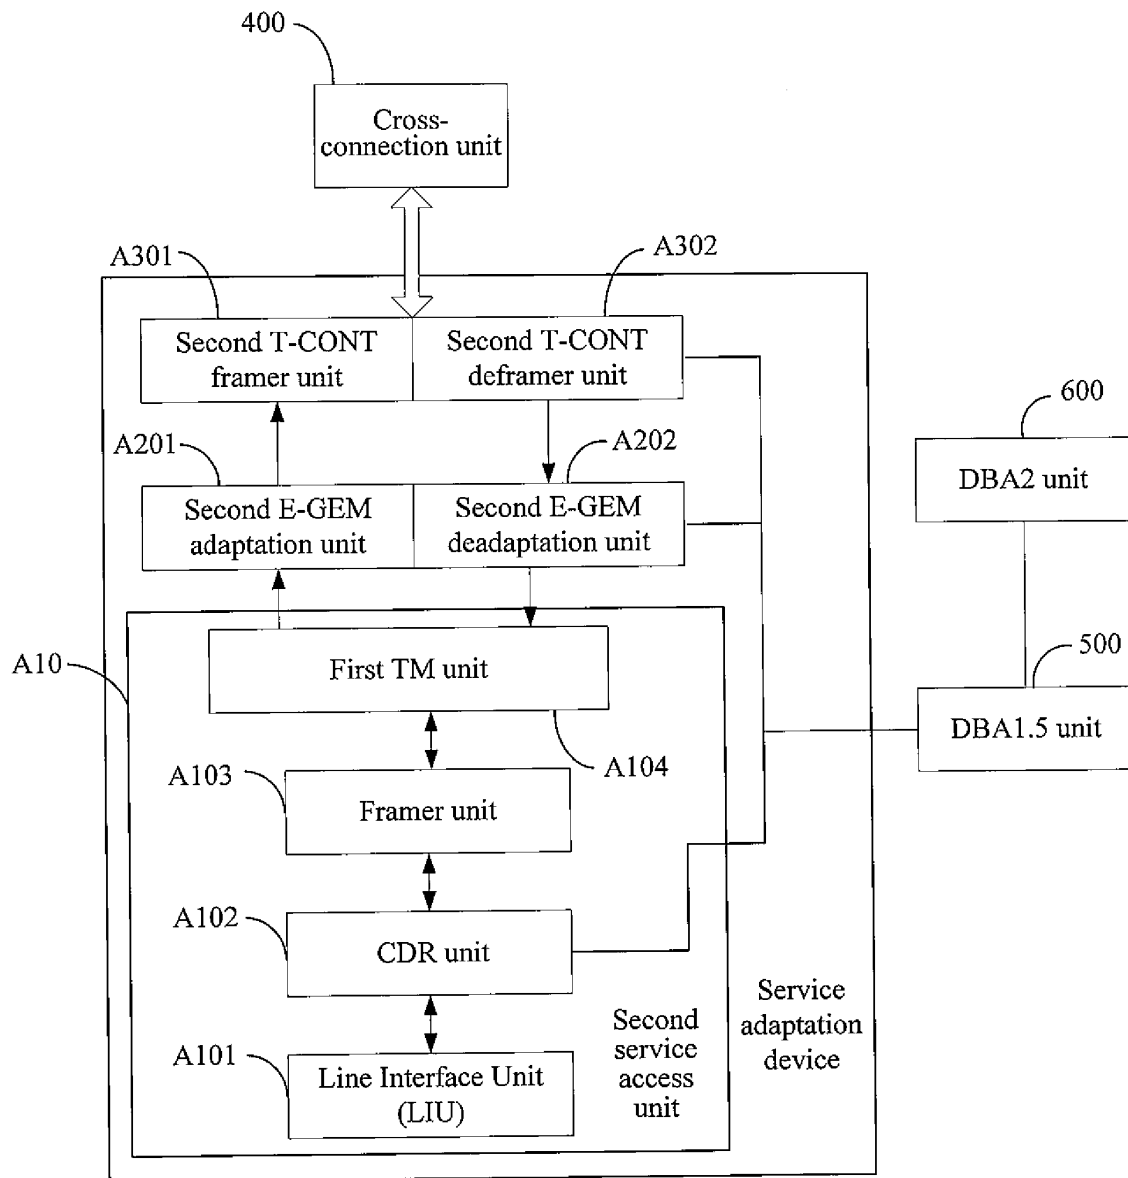 400
Cross-
connection unit
A301
A302
Second T-CONT
framer unit
Second T-CONT
deframer unit
600
A201
A202
DBA2 unit
Second E-GEM
adaptation unit
Second E-GEM
deadaptation unit
A10
First TM unit
500
DBA1.5 unit
A103
A104
Framer unit
A102
CDR unit
Second
service
access
unit
Service
adaptation
device
A101
Line Interface Unit
(LIU)